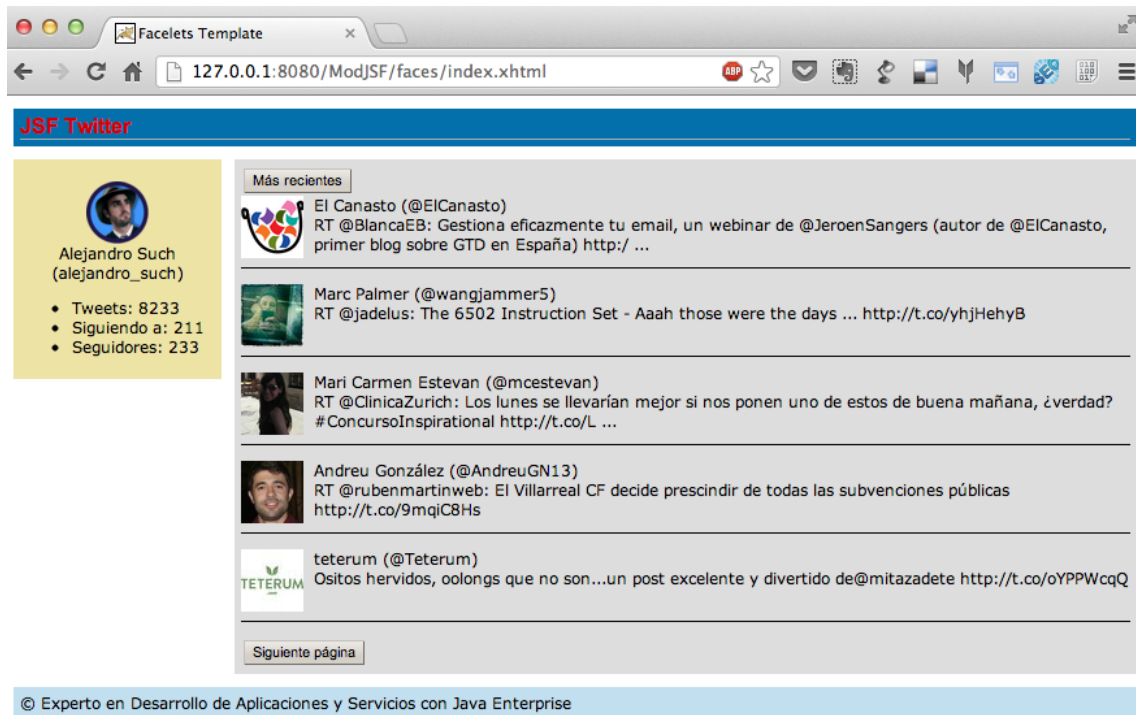 Facelets Template
127.0.0.1:8080/ModJSF/faces/index.xhtml
ABP
JSF Twitter
Alejandro Such
(alejandro_such)
Tweets: 8233
Siguiendo a: 211
Seguidores: 233
Más recientes
El Canasto (@ElCanasto)
RT @BlancaEB: Gestiona eficazmente tu email, un webinar de @JeroenSangers (autor de @ElCanasto,
primer blog sobre GTD en España) http:/ ...
Marc Palmer (@wangjammer5)
RT @jadelus: The 6502 Instruction Set - Aaah those were the days ... http://t.co/yhjHehyB
Mari Carmen Estevan (@mcestevan)
RT @ClinicaZurich: Los lunes se llevarían mejor si nos ponen uno de estos de buena mañana, ¿verdad?
#ConcursoInspirational http://t.co/L ...
Andreu González (@AndreuGN13)
RT @rubenmartinweb: El Villarreal CF decide prescindir de todas las subvenciones públicas
http://t.co/9mqiC8Hs
TETERUM
teterum (@Teterum)
Ositos hervidos, oolongs que no son...un post excelente y divertido de@mitazadete http://t.co/oYPPWcqQ
Siguiente página
© Experto en Desarrollo de Aplicaciones y Servicios con Java Enterprise